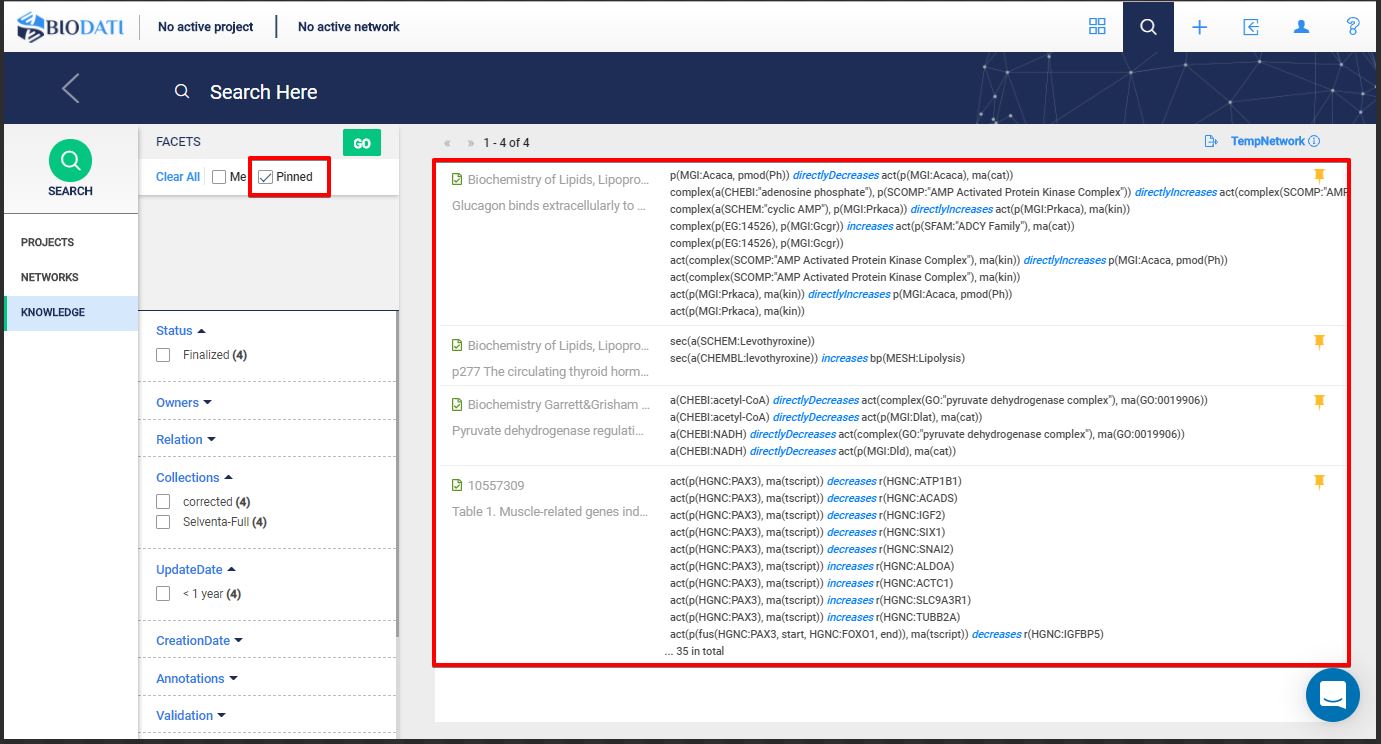 BIODATI
No active project
No active network
Search Here
SEARCH
PROJECTS
NETWORKS
KNOWLEDGE
FACETS
GO
Clear All
Me
Pinned
Status
Finalized (4)
Owners
Relation
Collections
corrected (4)
Selventa-Full (4)
UpdateDate
< 1 year (4)
CreationDate
Annotations
Validation
« » 1 - 4 of 4
TempNetwork
Biochemistry of Lipids, Lipopro...
Glucagon binds extracellularly to ...
p(MGI:Acaca, pmod(Ph)) directlyDecreases act(p(MGI:Acaca), ma(cat))
complex(a(CHEBI:"adenosine phosphate"), p(SCOMP:"AMP Activated Protein Kinase Complex")) directlyIncreases act(complex(SCOMP:"AMP
complex(a(SCHEM:"cyclic AMP"), p(MGI:Prkaca)) directlyIncreases act(p(MGI:Prkaca), ma(kin))
complex(p(EG:14526), p(MGI:Gcgr)) increases act(p(SFAM:"ADCY Family"), ma(cat))
complex(p(EG:14526), p(MGI:Gcgr))
act(complex(SCOMP:"AMP Activated Protein Kinase Complex"), ma(kin)) directlyIncreases p(MGI:Acaca, pmod(Ph))
act(complex(SCOMP:"AMP Activated Protein Kinase Complex"), ma(kin))
act(p(MGI:Prkaca), ma(kin)) directlyIncreases p(MGI:Acaca, pmod(Ph))
act(p(MGI:Prkaca), ma(kin))
Biochemistry of Lipids, Lipopro...
p277 The circulating thyroid horm...
sec(a(SCHEM:Levothyroxine))
sec(a(CHEMBL:levothyroxine)) increases bp(MESH:Lipolysis)
Biochemistry Garrett&Grisham ...
Pyruvate dehydrogenase regulati...
a(CHEBI:acetyl-CoA) directlyDecreases act(complex(GO:"pyruvate dehydrogenase complex"), ma(GO:0019906))
a(CHEBI:acetyl-CoA) directlyDecreases act(p(MGI:Dlat), ma(cat))
a(CHEBI:NADH) directlyDecreases act(complex(GO:"pyruvate dehydrogenase complex"), ma(GO:0019906))
a(CHEBI:NADH) directlyDecreases act(p(MGI:Dld), ma(cat))
10557309
Table 1. Muscle-related genes ind...
act(p(HGNC:PAX3), ma(tscript)) decreases r(HGNC:ATP1B1)
act(p(HGNC:PAX3), ma(tscript)) decreases r(HGNC:ACADS)
act(p(HGNC:PAX3), ma(tscript)) decreases r(HGNC:IGF2)
act(p(HGNC:PAX3), ma(tscript)) decreases r(HGNC:SIX1)
act(p(HGNC:PAX3), ma(tscript)) decreases r(HGNC:SNAI2)
act(p(HGNC:PAX3), ma(tscript)) increases r(HGNC:ALDOA)
act(p(HGNC:PAX3), ma(tscript)) increases r(HGNC:ACTC1)
act(p(HGNC:PAX3), ma(tscript)) increases r(HGNC:SLC9A3R1)
act(p(HGNC:PAX3), ma(tscript)) increases r(HGNC:TUBB2A)
act(p(fus(HGNC:PAX3, start, HGNC:FOXO1, end)), ma(tscript)) decreases r(HGNC:IGFBP5)
... 35 in total